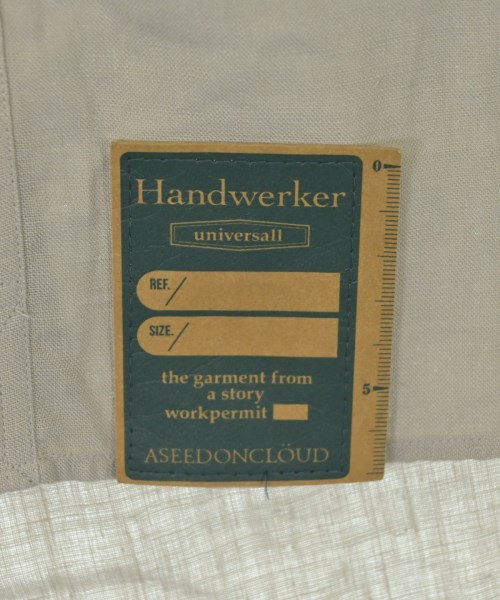 Handwerker
universall
REF./
SIZE./
the garment from
a story
workpermit
ASEEDONCLÖUD
0
5